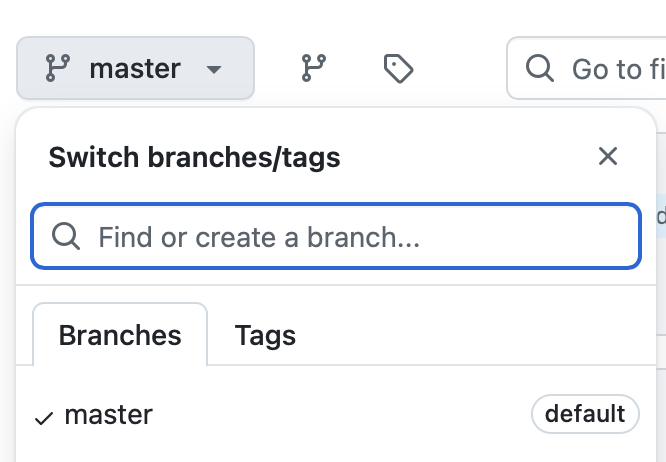 master
Go to fi
Switch branches/tags
Find or create a branch...
Branches
Tags
master
default